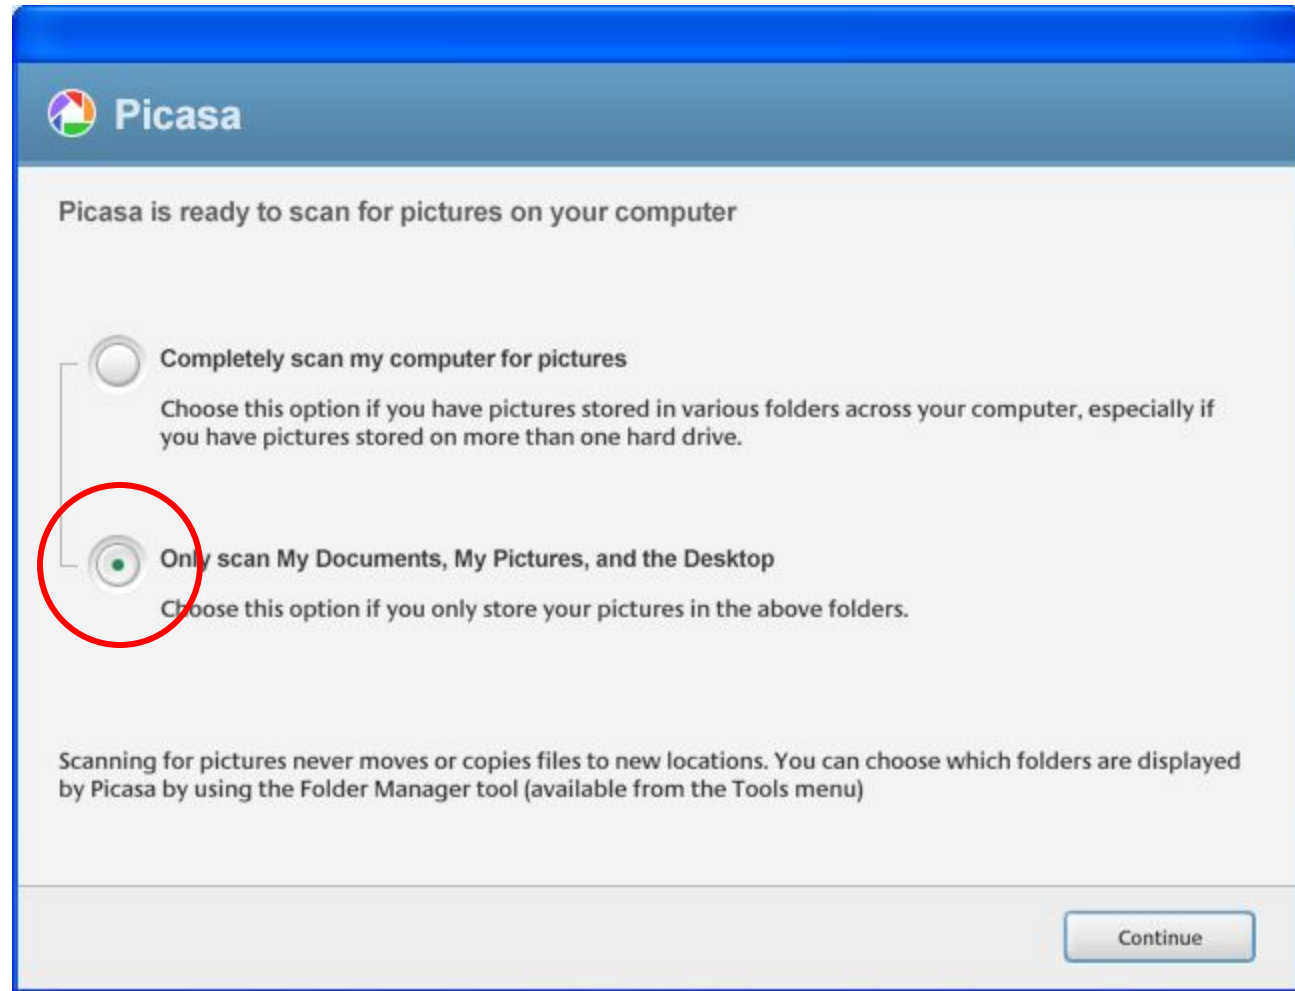 Picasa
Picasa is ready to scan for pictures on your computer
Completely scan my computer for pictures
Choose this option if you have pictures stored in various folders across your computer, especially if
you have pictures stored on more than one hard drive.
Only scan My Documents, My Pictures, and the Desktop
Choose this option if you only store your pictures in the above folders.
Scanning for pictures never moves or copies files to new locations. You can choose which folders are displayed
by Picasa by using the Folder Manager tool (available from the Tools menu)
Continue